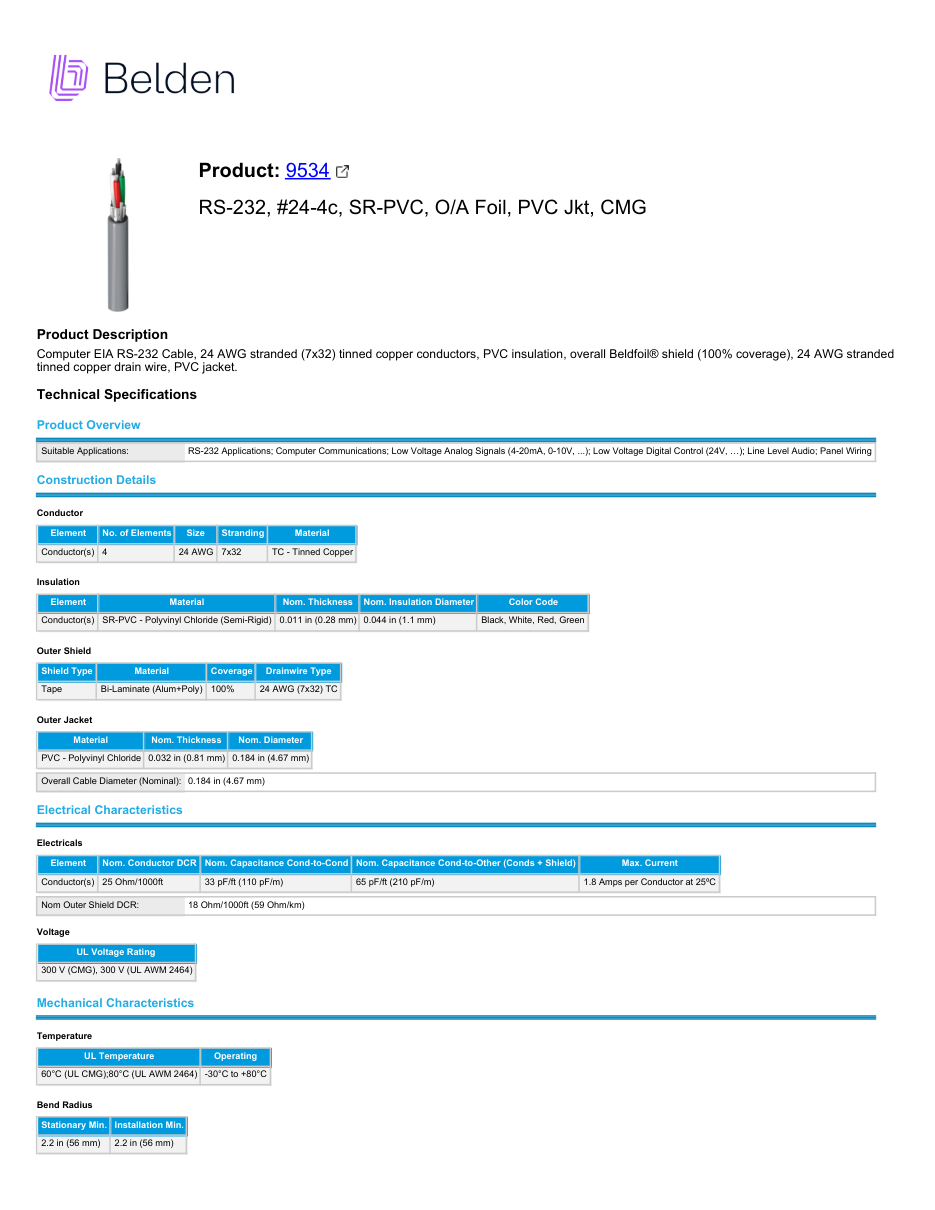 Belden
Product: 9534
RS-232, #24-4c, SR-PVC, O/A Foil, PVC Jkt, CMG
Product Description
Computer EIA RS-232 Cable, 24 AWG stranded (7x32) tinned copper conductors, PVC insulation, overall Beldfoil® shield (100% coverage), 24 AWG stranded
tinned copper drain wire, PVC jacket.
Technical Specifications
Product Overview
Suitable Applications: RS-232 Applications; Computer Communications; Low Voltage Analog Signals (4-20mA, 0-10V, ...); Low Voltage Digital Control (24V, ...); Line Level Audio; Panel Wiring
Construction Details
Conductor
Element No. of Elements Size Stranding Material
Conductor(s) 4 24 AWG 7x32 TC - Tinned Copper
Insulation
Element Material Nom. Thickness Nom. Insulation Diameter Color Code
Conductor(s) SR-PVC - Polyvinyl Chloride (Semi-Rigid) 0.011 in (0.28 mm) 0.044 in (1.1 mm) Black, White, Red, Green
Outer Shield
Shield Type Material Coverage Drainwire Type
Tape Bi-Laminate (Alum+Poly) 100% 24 AWG (7x32) TC
Outer Jacket
Material Nom. Thickness Nom. Diameter
PVC - Polyvinyl Chloride 0.032 in (0.81 mm) 0.184 in (4.67 mm)
Overall Cable Diameter (Nominal): 0.184 in (4.67 mm)
Electrical Characteristics
Electricals
Element Nom. Conductor DCR Nom. Capacitance Cond-to-Cond Nom. Capacitance Cond-to-Other (Conds + Shield) Max. Current
Conductor(s) 25 Ohm/1000ft 33 pF/ft (110 pF/m) 65 pF/ft (210 pF/m) 1.8 Amps per Conductor at 25ºC
Nom Outer Shield DCR: 18 Ohm/1000ft (59 Ohm/km)
Voltage
UL Voltage Rating
300 V (CMG), 300 V (UL AWM 2464)
Mechanical Characteristics
Temperature
UL Temperature Operating
60°C (UL CMG);80°C (UL AWM 2464) -30°C to +80°C
Bend Radius
Stationary Min. Installation Min.
2.2 in (56 mm) 2.2 in (56 mm)